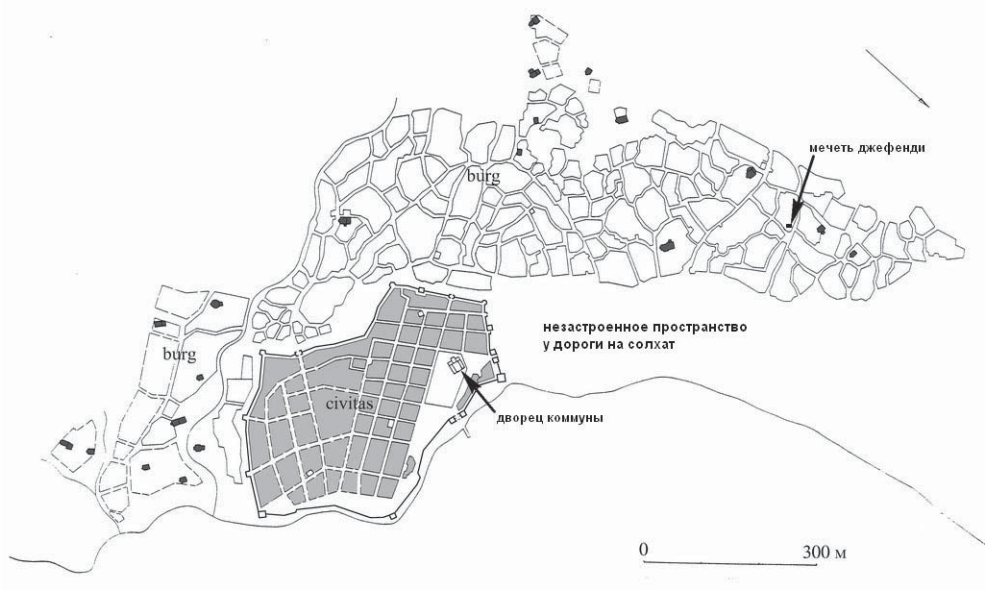 мечеть джефенди
burg
незастроенное пространство
у дороги на солхат
burg
civitas
дворец коммуны
0 300 м